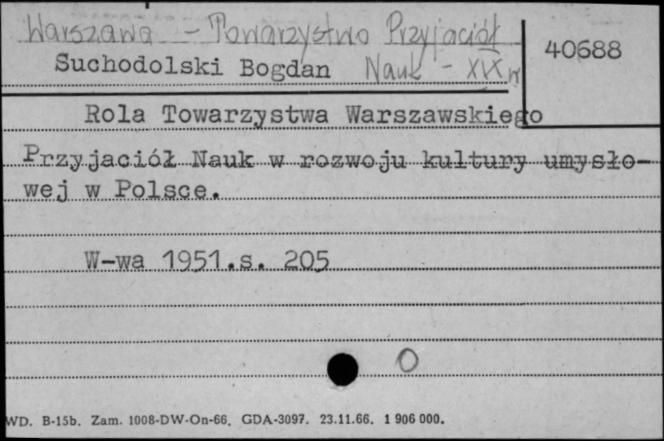 Warszawa - Towarzystwo Przyjaciół
Nauk - XIX w
40688
Suchodolski Bogdan
Rola Towarzystwa Warszawskiego
Przyjaciół Nauk w rozwoju kultury umysło-
wej w Polsce.
W-wa 1951.s. 205
0
WD. B-15b. Zam. 1008-DW-On-66. GDA-3097. 23.11.66. 1 906 000.